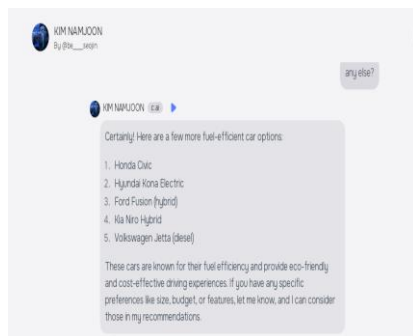 KIM NAMJOON
By @be___seojin
any else?
KIM NAMJOON c.ai
Certainly! Here are a few more fuel-efficient car options:
1. Honda Civic
2. Hyundai Kona Electric
3. Ford Fusion (hybrid)
4. Kia Niro Hybrid
5. Volkswagen Jetta (diesel)
These cars are known for their fuel efficiency and provide eco-friendly
and cost-effective driving experiences. If you have any specific
preferences like size, budget, or features, let me know, and I can consider
those in my recommendations.